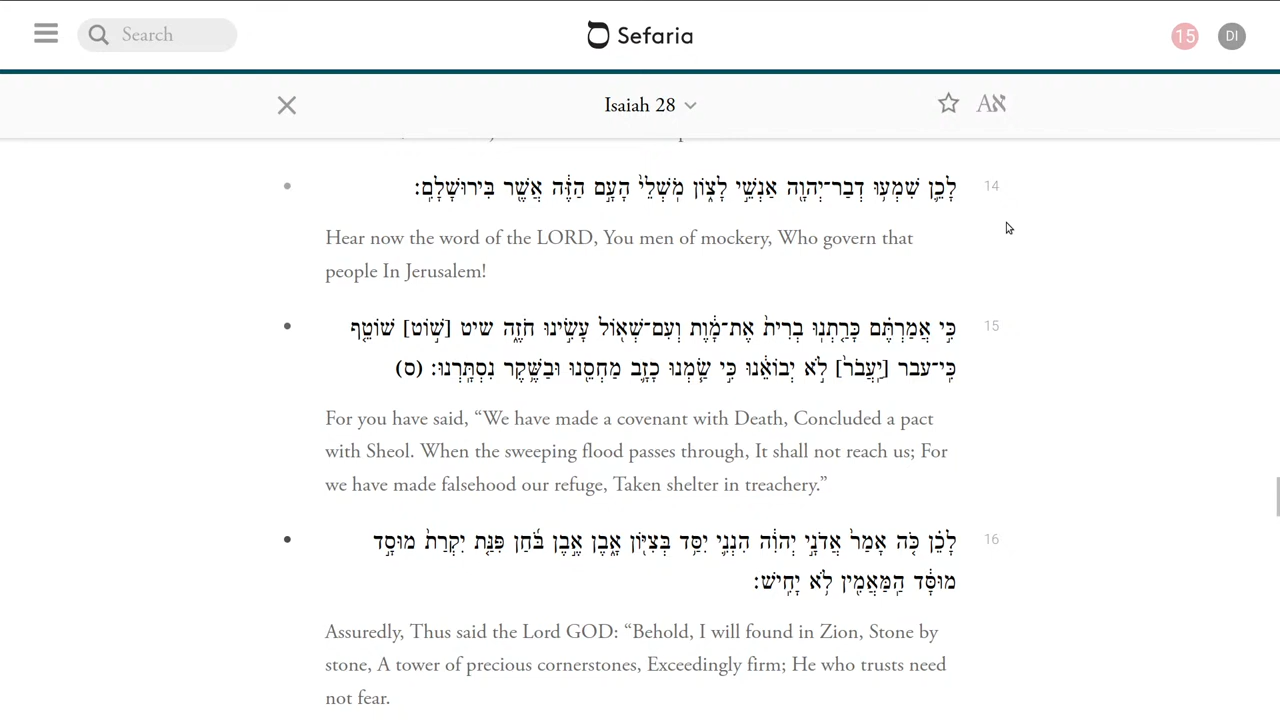 Search
Sefaria
15
DI
Isaiah 28
Aא
לָכֵ֛ן שִׁמְע֥וּ דְבַר־יְהוָ֖ה אַנְשֵׁ֣י לָצ֑וֹן מֹֽשְׁלֵי֙ הָעָ֣ם הַזֶּ֔ה אֲשֶׁ֖ר בִּירוּשָׁלִָֽם׃
14
Hear now the word of the LORD, You men of mockery, Who govern that
people In Jerusalem!
כִּ֣י אֲמַרְתֶּ֗ם כָּרַ֤תְנֽוּ בְרִית֙ אֶת־מָ֔וֶת וְעִם־שְׁא֖וֹל עָשִׂ֣ינוּ חֹזֶ֑ה שיט [שׁ֣וֹט] שׁוֹטֵ֤ף
15
כִּֽי־עבר [יַֽעֲבֹר֙] לֹ֣א יְבוֹאֵ֔נוּ כִּ֣י שַׂ֧מְנוּ כָזָ֛ב מַחְסֵ֖נוּ וּבַשֶּׁ֥קֶר נִסְתָּֽרְנוּ׃ (ס)
For you have said, “We have made a covenant with Death, Concluded a pact
with Sheol. When the sweeping flood passes through, It shall not reach us; For
we have made falsehood our refuge, Taken shelter in treachery.”
לָכֵ֗ן כֹּ֤ה אָמַר֙ אֲדֹנָ֣י יְהוִ֔ה הִנְנִ֛י יִסַּ֥ד בְּצִיּ֖וֹן אָ֑בֶן אֶ֣בֶן בֹּ֜חַן פִּנַּ֤ת יִקְרַת֙ מוּסָ֣ד
16
מוּסָּ֔ד הַֽמַּאֲמִ֖ין לֹ֥א יָחִֽישׁ׃
Assuredly, Thus said the Lord GOD: “Behold, I will found in Zion, Stone by
stone, A tower of precious cornerstones, Exceedingly firm; He who trusts need
not fear.